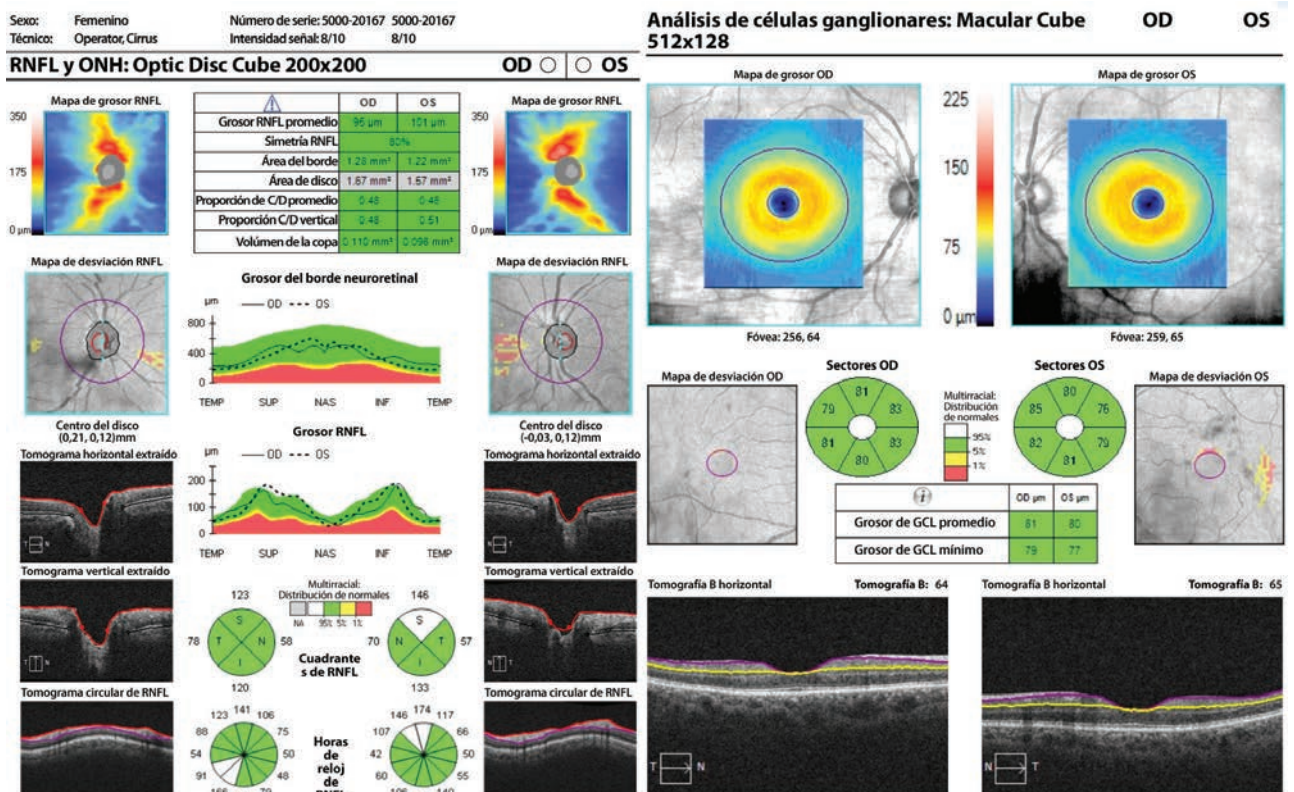 Sexo: Femenino Número de serie: 5000-20167 5000-20167
Técnico: Operator, Cirrus Intensidad señal: 8/10 8/10
RNFL y ONH: Optic Disc Cube 200x200 OD OS
Mapa de grosor RNFL
350
175
0 µm
OD OS
Grosor RNFL promedio 96 µm 101 µm
Simetría RNFL 80%
Área del borde 1.28 mm² 1.22 mm²
Área de disco 1.67 mm² 1.57 mm²
Proporción de C/D promedio 0.48 0.48
Proporción C/D vertical 0.48 0.51
Volúmen de la copa 0.110 mm³ 0.098 mm³
Mapa de grosor RNFL
350
175
0 µm
Mapa de desviación RNFL
Centro del disco
(0,21, 0,12)mm
Grosor del borde neuroretinal
µm OD OS
800
400
0
TEMP SUP NAS INF TEMP
Mapa de desviación RNFL
Centro del disco
(-0,03, 0,12)mm
Tomograma horizontal extraído
T N
Grosor RNFL
µm OD OS
200
100
0
TEMP SUP NAS INF TEMP
Tomograma horizontal extraído
T N
Tomograma vertical extraído
T N
Multirracial:
Distribución de normales
NA 95% 5% 1%
123
78 S T N I 58
120
146
70 S N T I 57
133
Cuadrante
s de RNFL
Tomograma vertical extraído
T N
Tomograma circular de RNFL
141
123 106
88 75
54 50
91 48
79
Horas
de
reloj
de
174
146 117
107 66
42 50
60 55
Tomograma circular de RNFL
Análisis de células ganglionares: Macular Cube OD OS
512x128
Mapa de grosor OD
Fóvea: 256, 64
225
150
75
0 µm
Mapa de grosor OS
Fóvea: 259, 65
Mapa de desviación OD
Sectores OD
81
79 83
81 83
80
Multirracial:
Distribución
de normales
95%
5%
1%
Sectores OS
80
85 76
82 79
81
Mapa de desviación OS
OD µm OS µm
Grosor de GCL promedio 81 80
Grosor de GCL mínimo 79 77
Tomografía B horizontal Tomografía B: 64
T N
Tomografía B horizontal Tomografía B: 65
N T